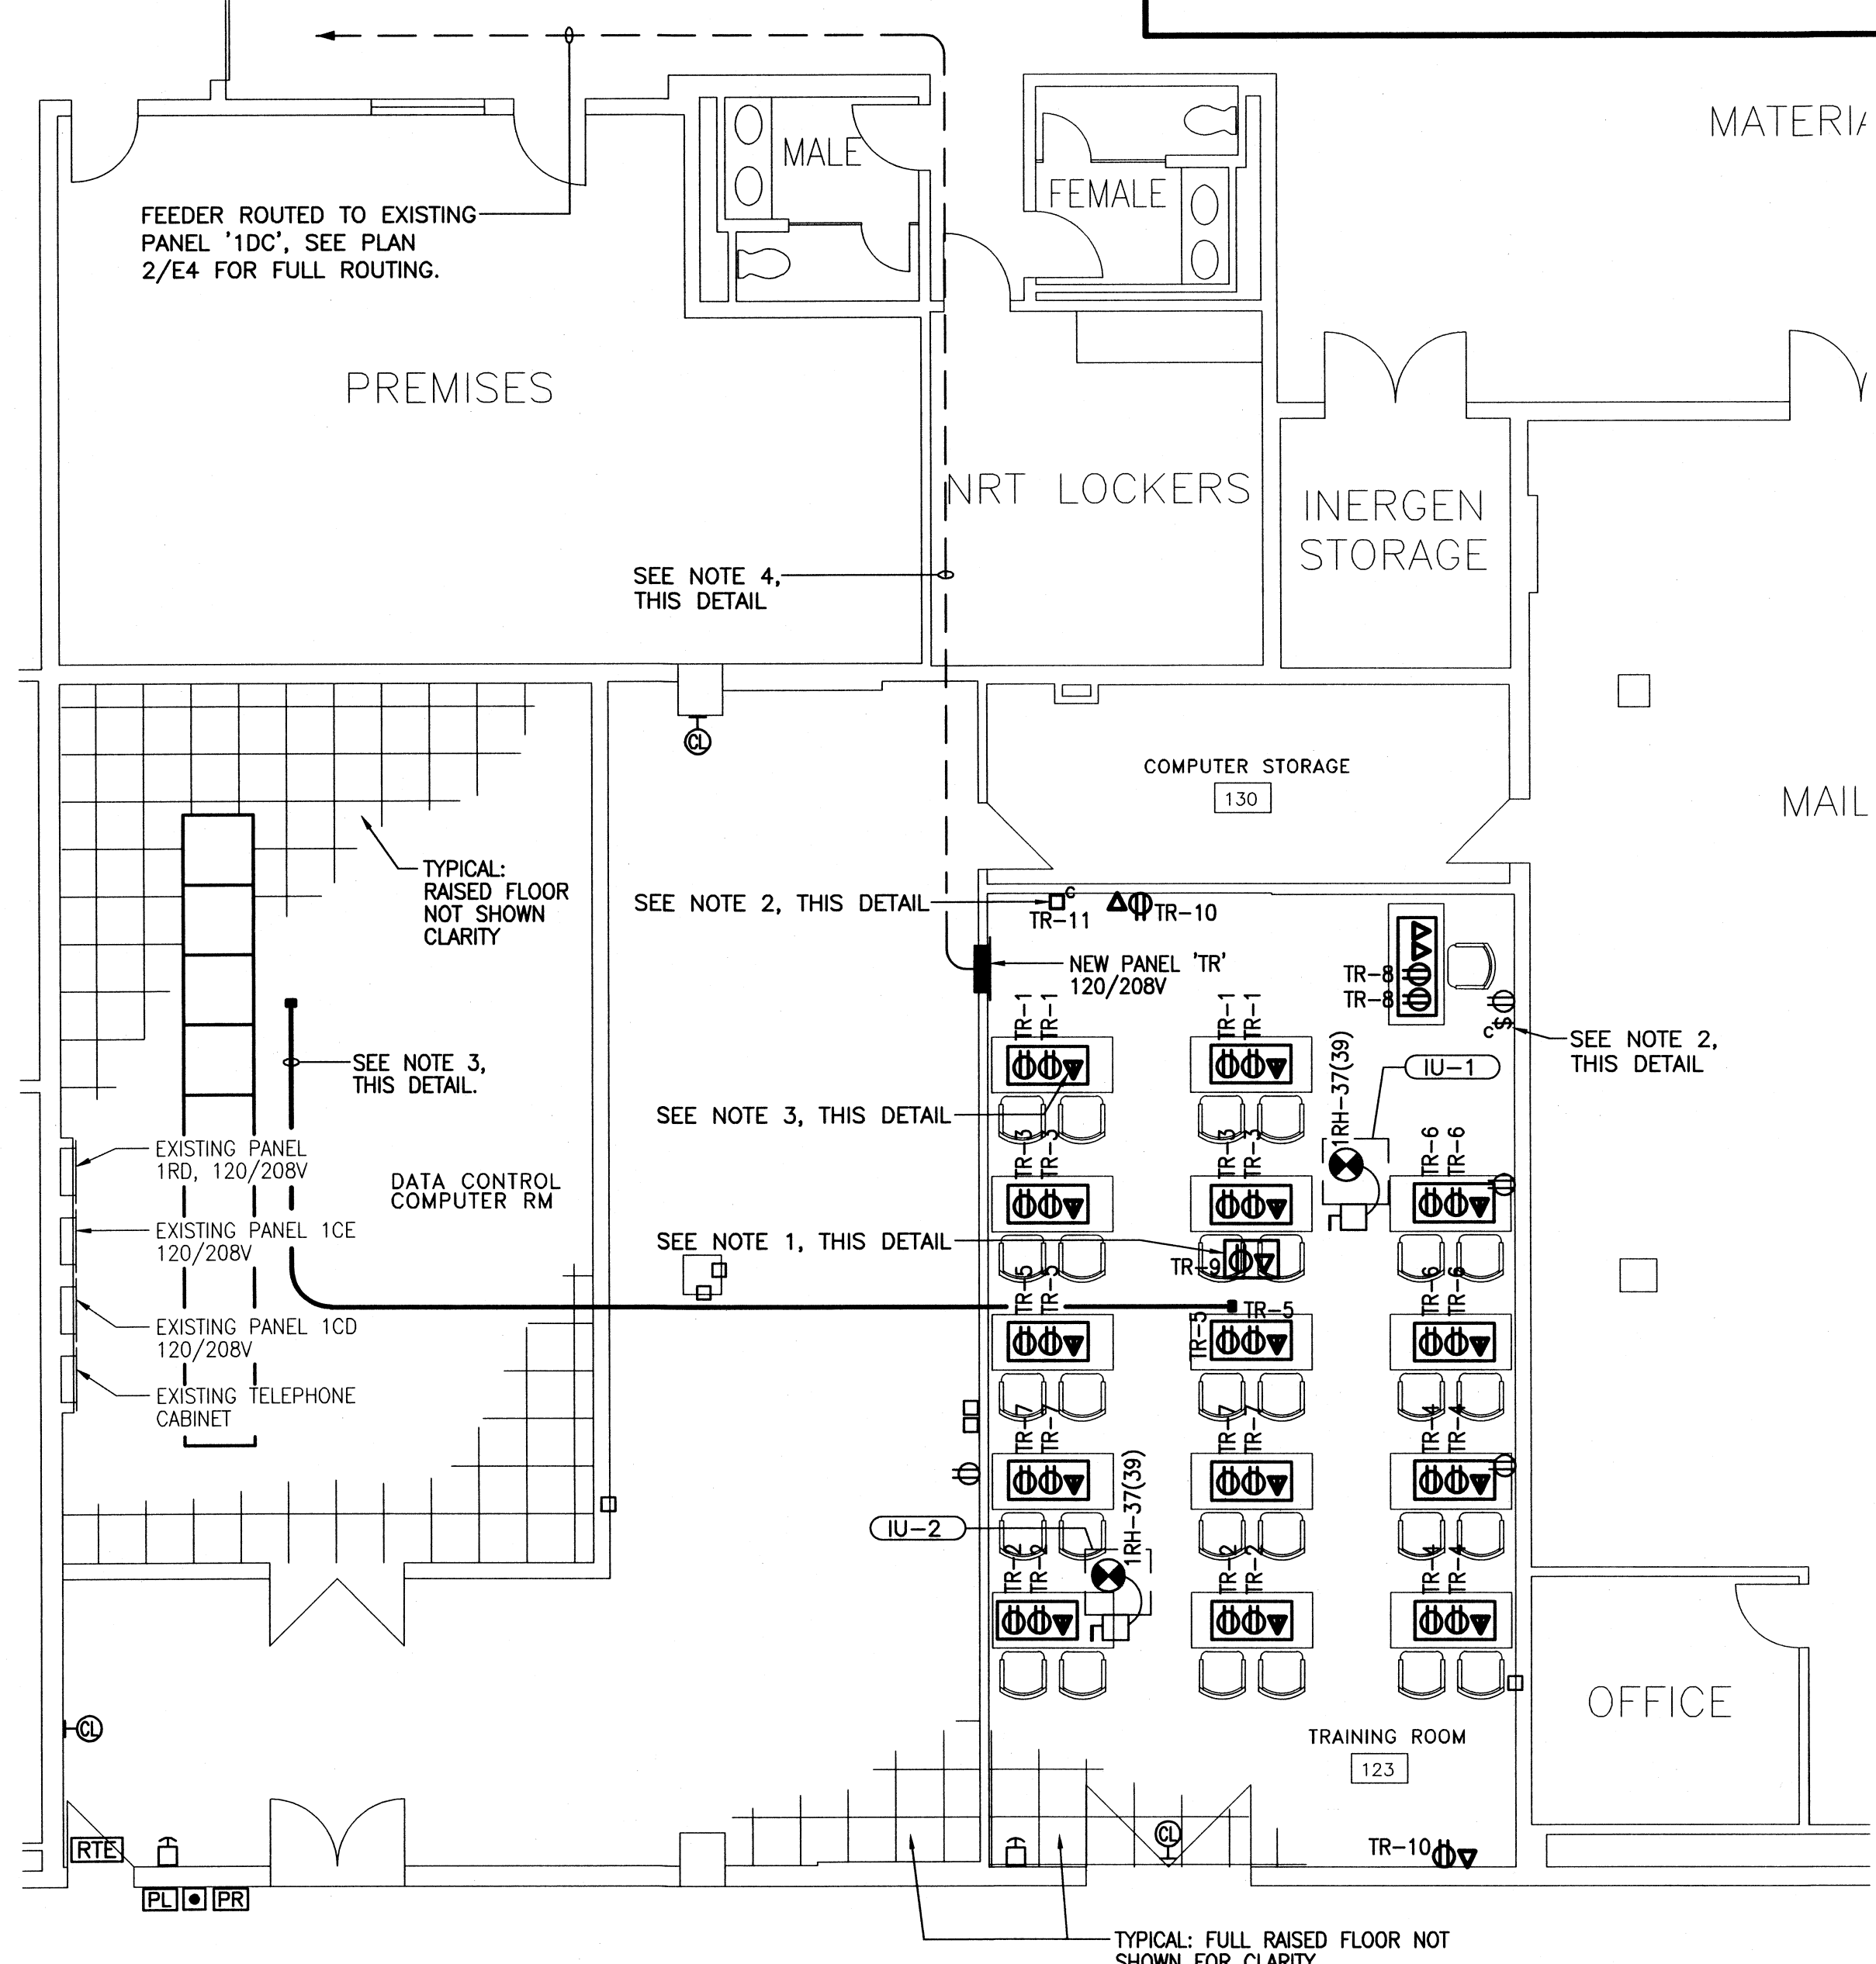 MALE
FEMALE
FEEDER ROUTED TO EXISTING
PANEL '1DC', SEE PLAN
2/E4 FOR FULL ROUTING.
PREMISES
NRT LOCKERS
INERGEN
STORAGE
SEE NOTE 4,
THIS DETAIL
COMPUTER STORAGE
130
MAIL
CL
TYPICAL:
RAISED FLOOR
NOT SHOWN
CLARITY
SEE NOTE 2, THIS DETAIL
C
TR-11
TR-10
NEW PANEL 'TR'
120/208V
TR-8
TR-8
C
S
SEE NOTE 2,
THIS DETAIL
TR-1
TR-1
TR-1
TR-1
1RH-37(39)
IU-1
SEE NOTE 3,
THIS DETAIL.
SEE NOTE 3, THIS DETAIL
EXISTING PANEL
1RD, 120/208V
DATA CONTROL
COMPUTER RM
TR-3
TR-3
TR-3
TR-3
TR-6
TR-6
EXISTING PANEL 1CE
120/208V
SEE NOTE 1, THIS DETAIL
TR-9
TR-5
TR-5
TR-5
TR-5
TR-6
TR-6
EXISTING PANEL 1CD
120/208V
EXISTING TELEPHONE
CABINET
TR-7
TR-7
TR-7
TR-7
TR-4
TR-4
IU-2
1RH-37(39)
TR-2
TR-2
TR-2
TR-2
TR-4
TR-4
OFFICE
CL
TRAINING ROOM
123
RTE
CL
TR-10
PL
PR
TYPICAL: FULL RAISED FLOOR NOT
SHOWN FOR CLARITY